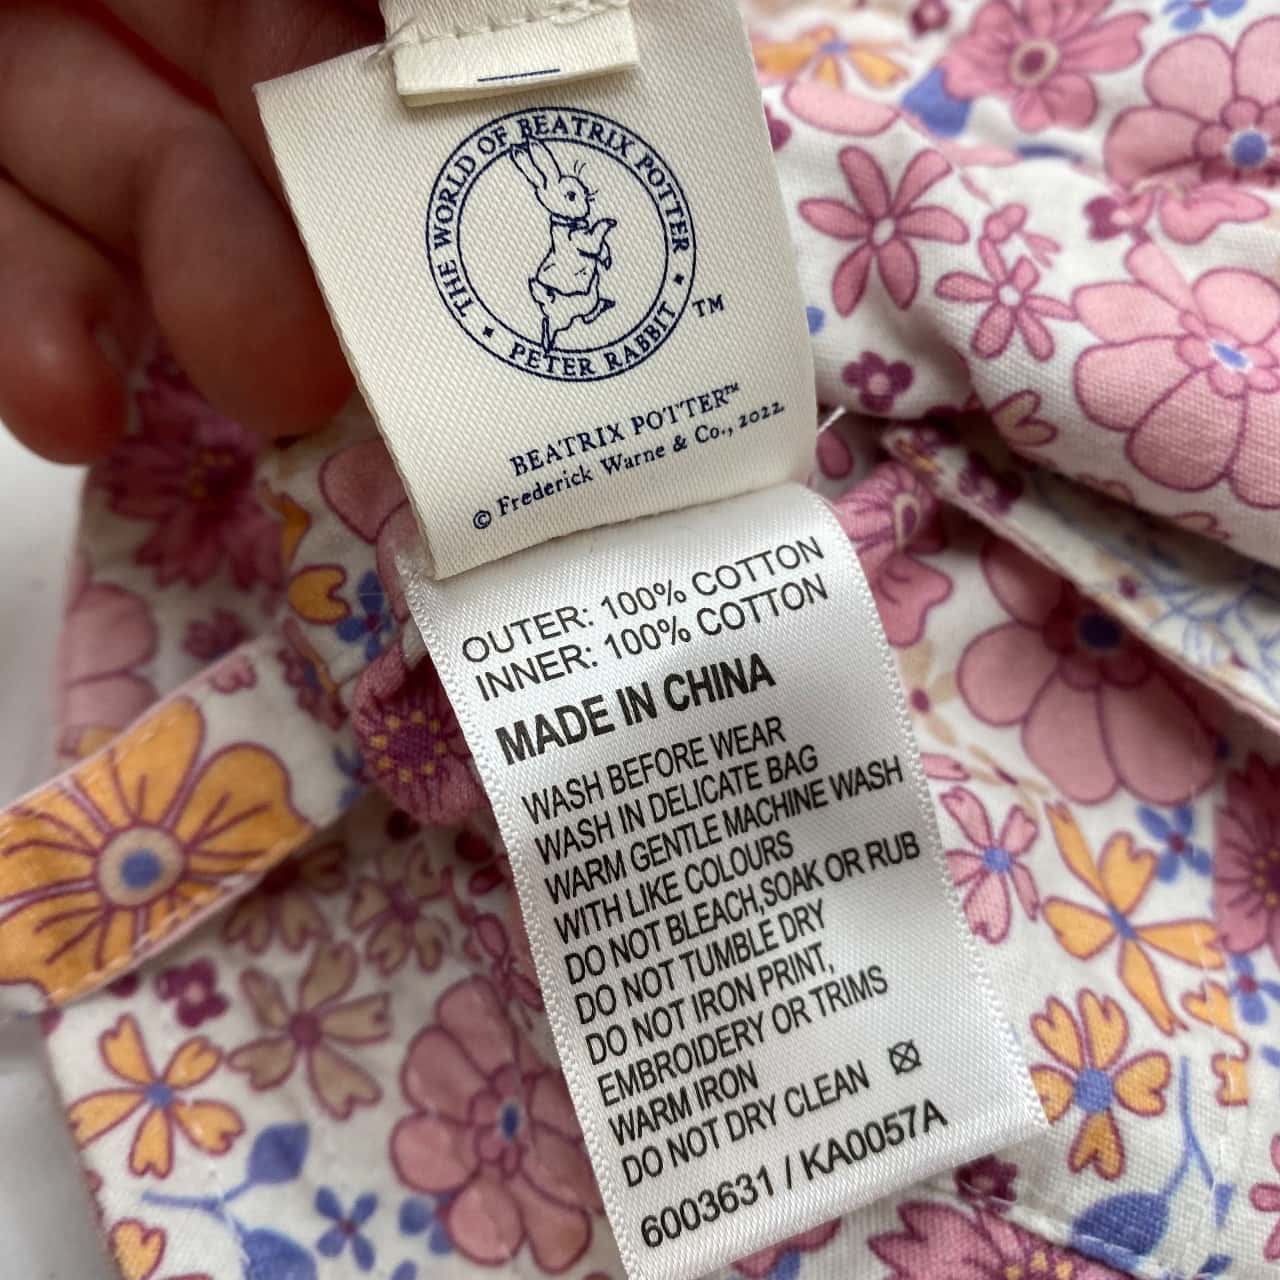 THE WORLD OF BEATRIX POTTER
• PETER RABBIT • TM
BEATRIX POTTER™
© Frederick Warne & Co., 2022
OUTER: 100% COTTON
INNER: 100% COTTON
MADE IN CHINA
WASH BEFORE WEAR
WASH IN DELICATE BAG
WARM GENTLE MACHINE WASH
WITH LIKE COLOURS
DO NOT BLEACH,SOAK OR RUB
DO NOT TUMBLE DRY
DO NOT IRON PRINT,
EMBROIDERY OR TRIMS
WARM IRON
DO NOT DRY CLEAN
6003631 / KA0057A